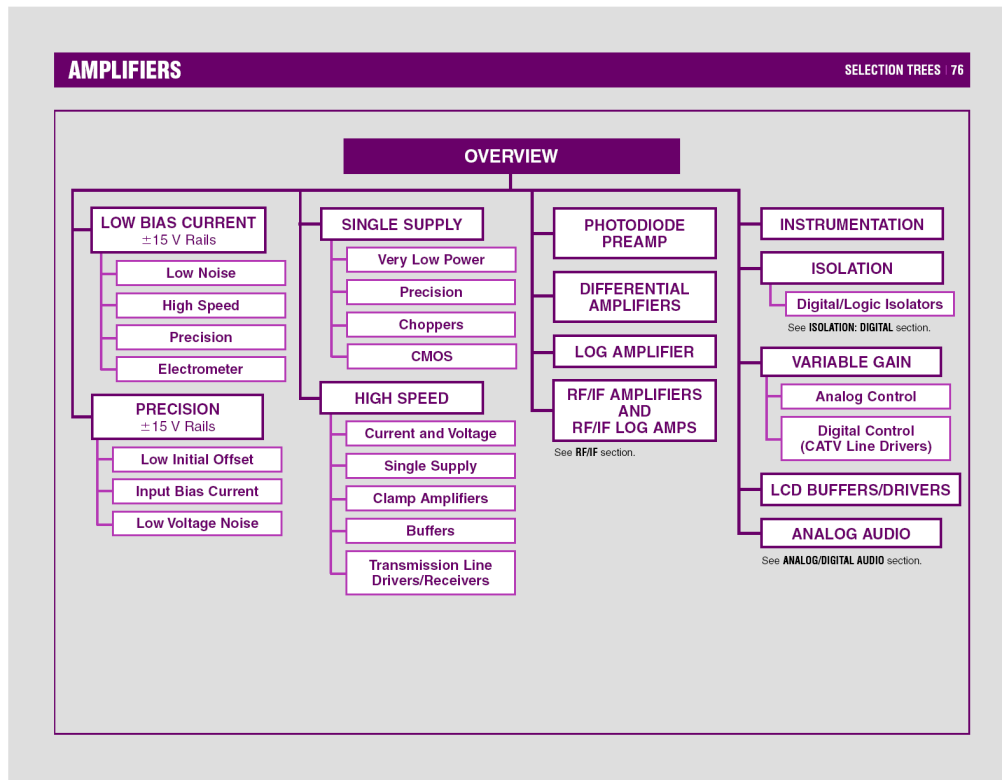 AMPLIFIERS
SELECTION TREES | 76
OVERVIEW
LOW BIAS CURRENT
±15 V Rails
Low Noise
High Speed
Precision
Electrometer
PRECISION
±15 V Rails
Low Initial Offset
Input Bias Current
Low Voltage Noise
SINGLE SUPPLY
Very Low Power
Precision
Choppers
CMOS
HIGH SPEED
Current and Voltage
Single Supply
Clamp Amplifiers
Buffers
Transmission Line
Drivers/Receivers
PHOTODIODE
PREAMP
DIFFERENTIAL
AMPLIFIERS
LOG AMPLIFIER
RF/IF AMPLIFIERS
AND
RF/IF LOG AMPS
See RF/IF section.
INSTRUMENTATION
ISOLATION
Digital/Logic Isolators
See ISOLATION: DIGITAL section.
VARIABLE GAIN
Analog Control
Digital Control
(CATV Line Drivers)
LCD BUFFERS/DRIVERS
ANALOG AUDIO
See ANALOG/DIGITAL AUDIO section.